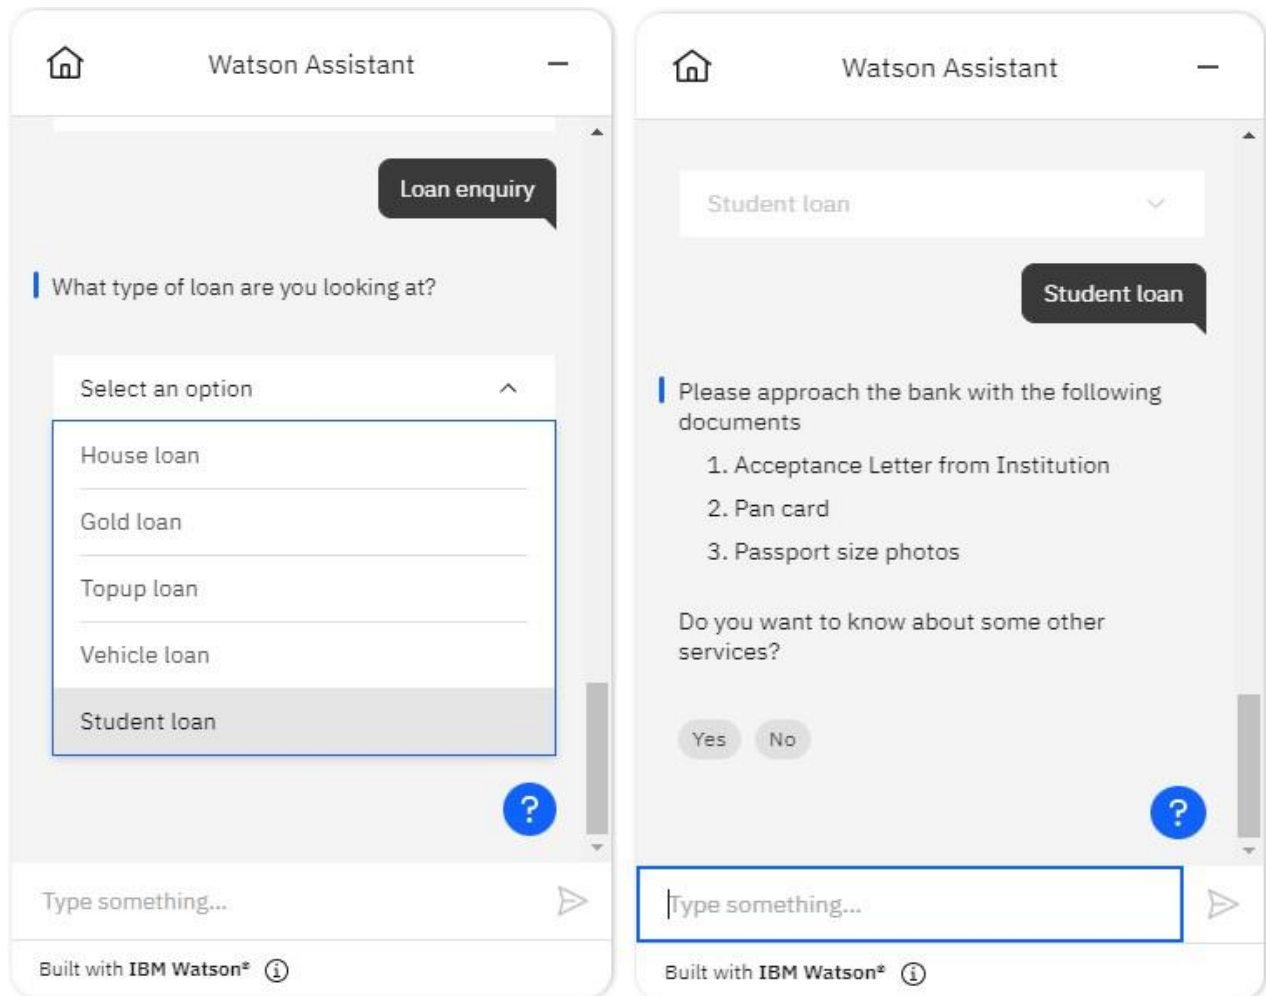 Watson Assistant
Loan enquiry
What type of loan are you looking at?
Select an option
House loan
Gold loan
Topup loan
Vehicle loan
Student loan
?
Type something...
Built with IBM Watson®
Watson Assistant
Student loan
Student loan
Please approach the bank with the following
documents
1. Acceptance Letter from Institution
2. Pan card
3. Passport size photos
Do you want to know about some other
services?
Yes No
?
Type something...
Built with IBM Watson®